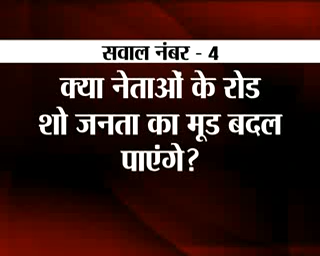 सवाल नंबर - 4
क्या नेताओं के रोड
शो जनता का मूड बदल
पाएंगे?